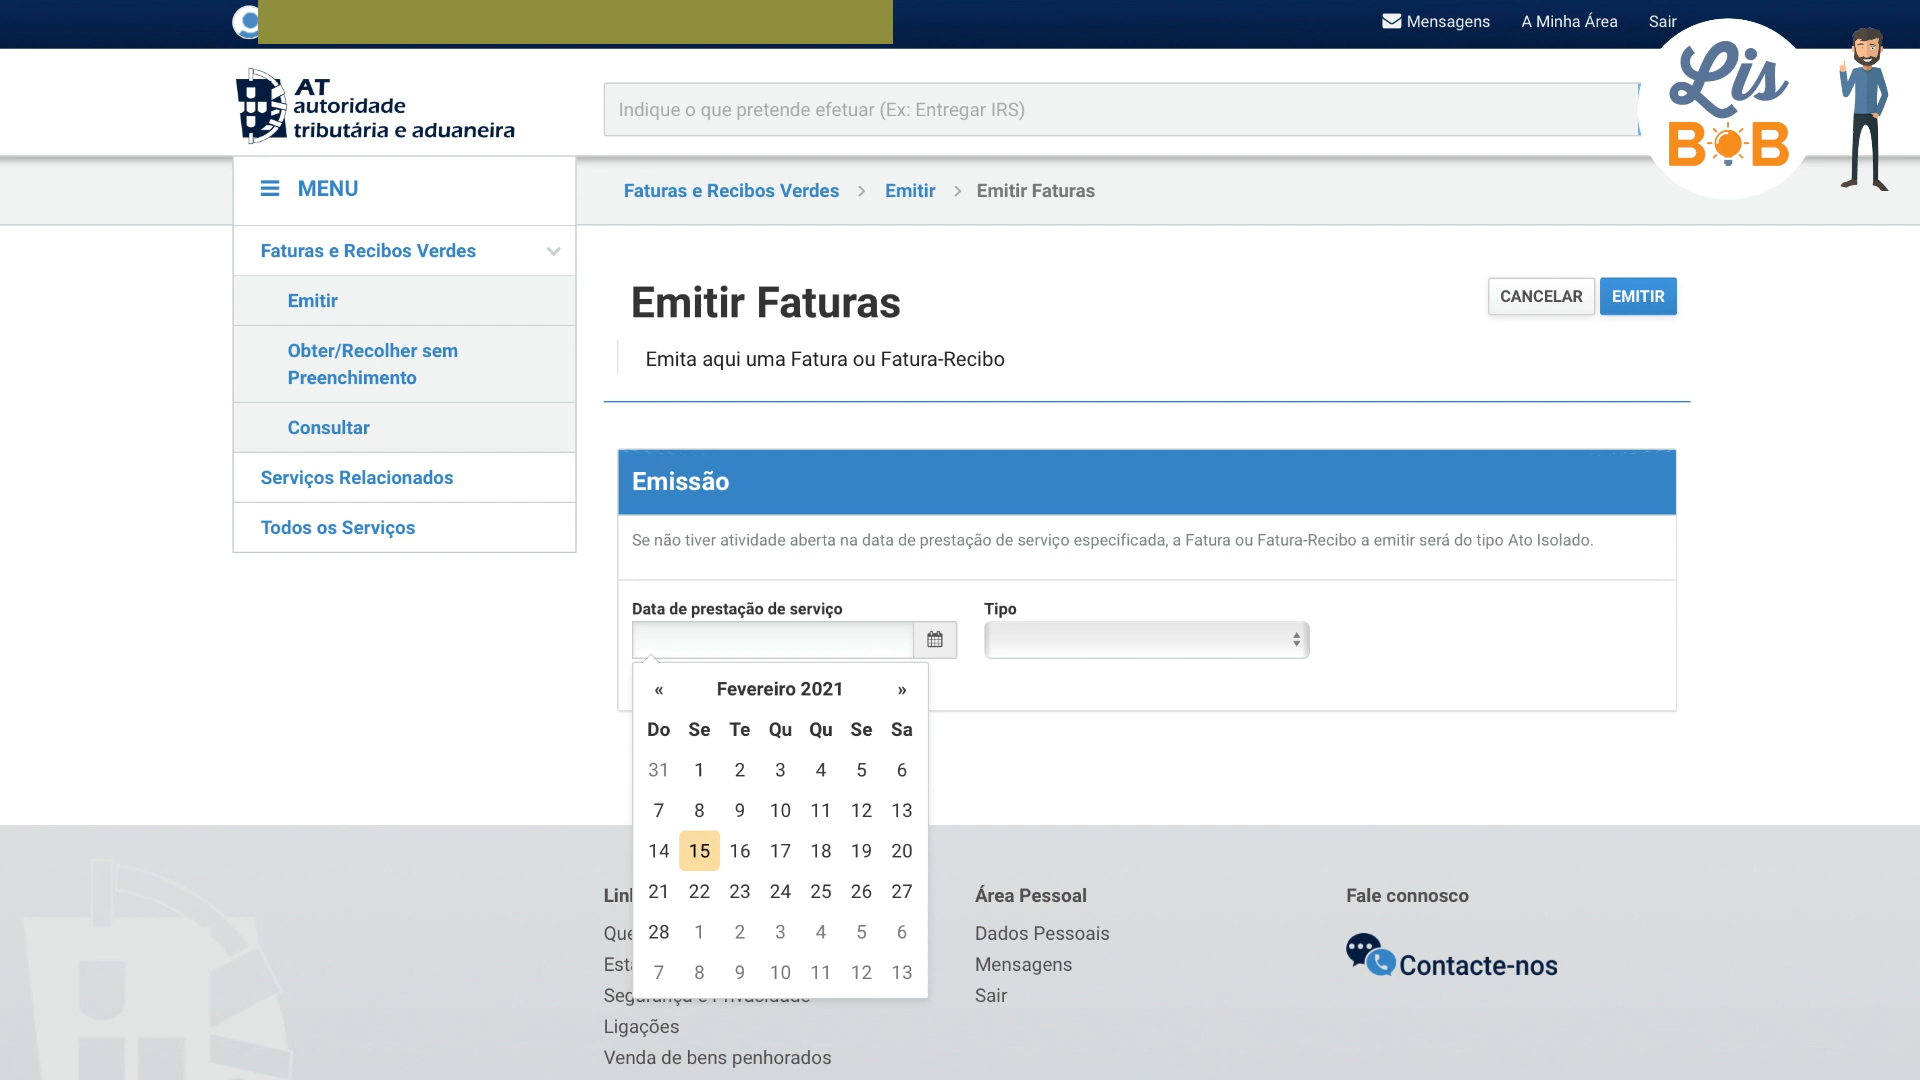 Mensagens A Minha Área Sair
Lis
BOB
AT
autoridade
tributária e aduaneira
Indique o que pretende efetuar (Ex: Entregar IRS)
MENU
Faturas e Recibos Verdes > Emitir > Emitir Faturas
Faturas e Recibos Verdes
Emitir
Obter/Recolher sem
Preenchimento
Consultar
Serviços Relacionados
Todos os Serviços
Emitir Faturas
CANCELAR EMITIR
Emita aqui uma Fatura ou Fatura-Recibo
Emissão
Se não tiver atividade aberta na data de prestação de serviço especificada, a Fatura ou Fatura-Recibo a emitir será do tipo Ato Isolado.
Data de prestação de serviço Tipo
« Fevereiro 2021 »
Do Se Te Qu Qu Se Sa
31 1 2 3 4 5 6
7 8 9 10 11 12 13
14 15 16 17 18 19 20
21 22 23 24 25 26 27
28 1 2 3 4 5 6
7 8 9 10 11 12 13
Área Pessoal
Dados Pessoais
Mensagens
Sair
Fale connosco
Contacte-nos
Ligações
Venda de bens penhorados